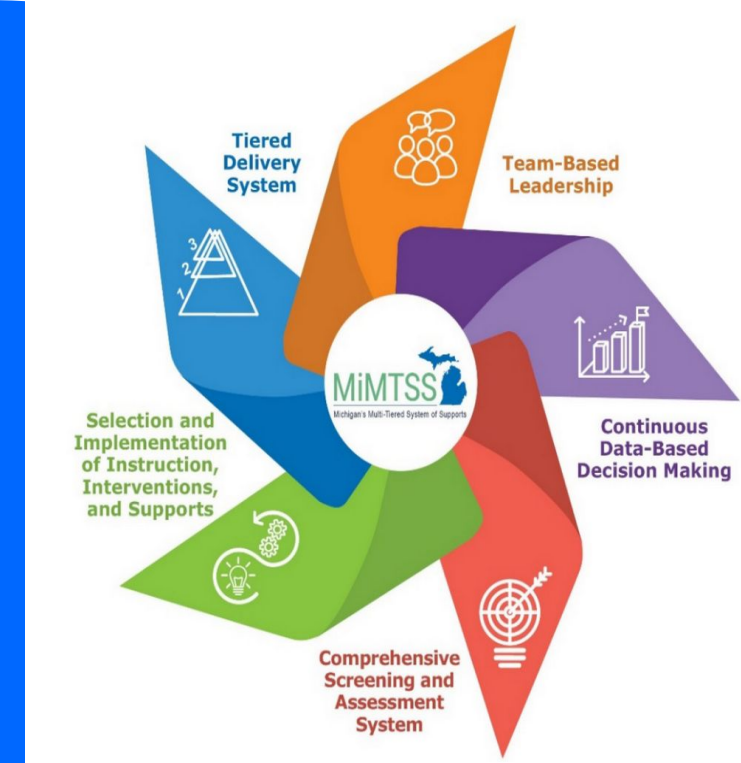 Tiered
Delivery
System
Team-Based
Leadership
3
2
1
MiMTSS
Michigan's Multi-Tiered System of Supports
Selection and
Implementation
of Instruction,
Interventions,
and Supports
Continuous
Data-Based
Decision Making
Comprehensive
Screening and
Assessment
System